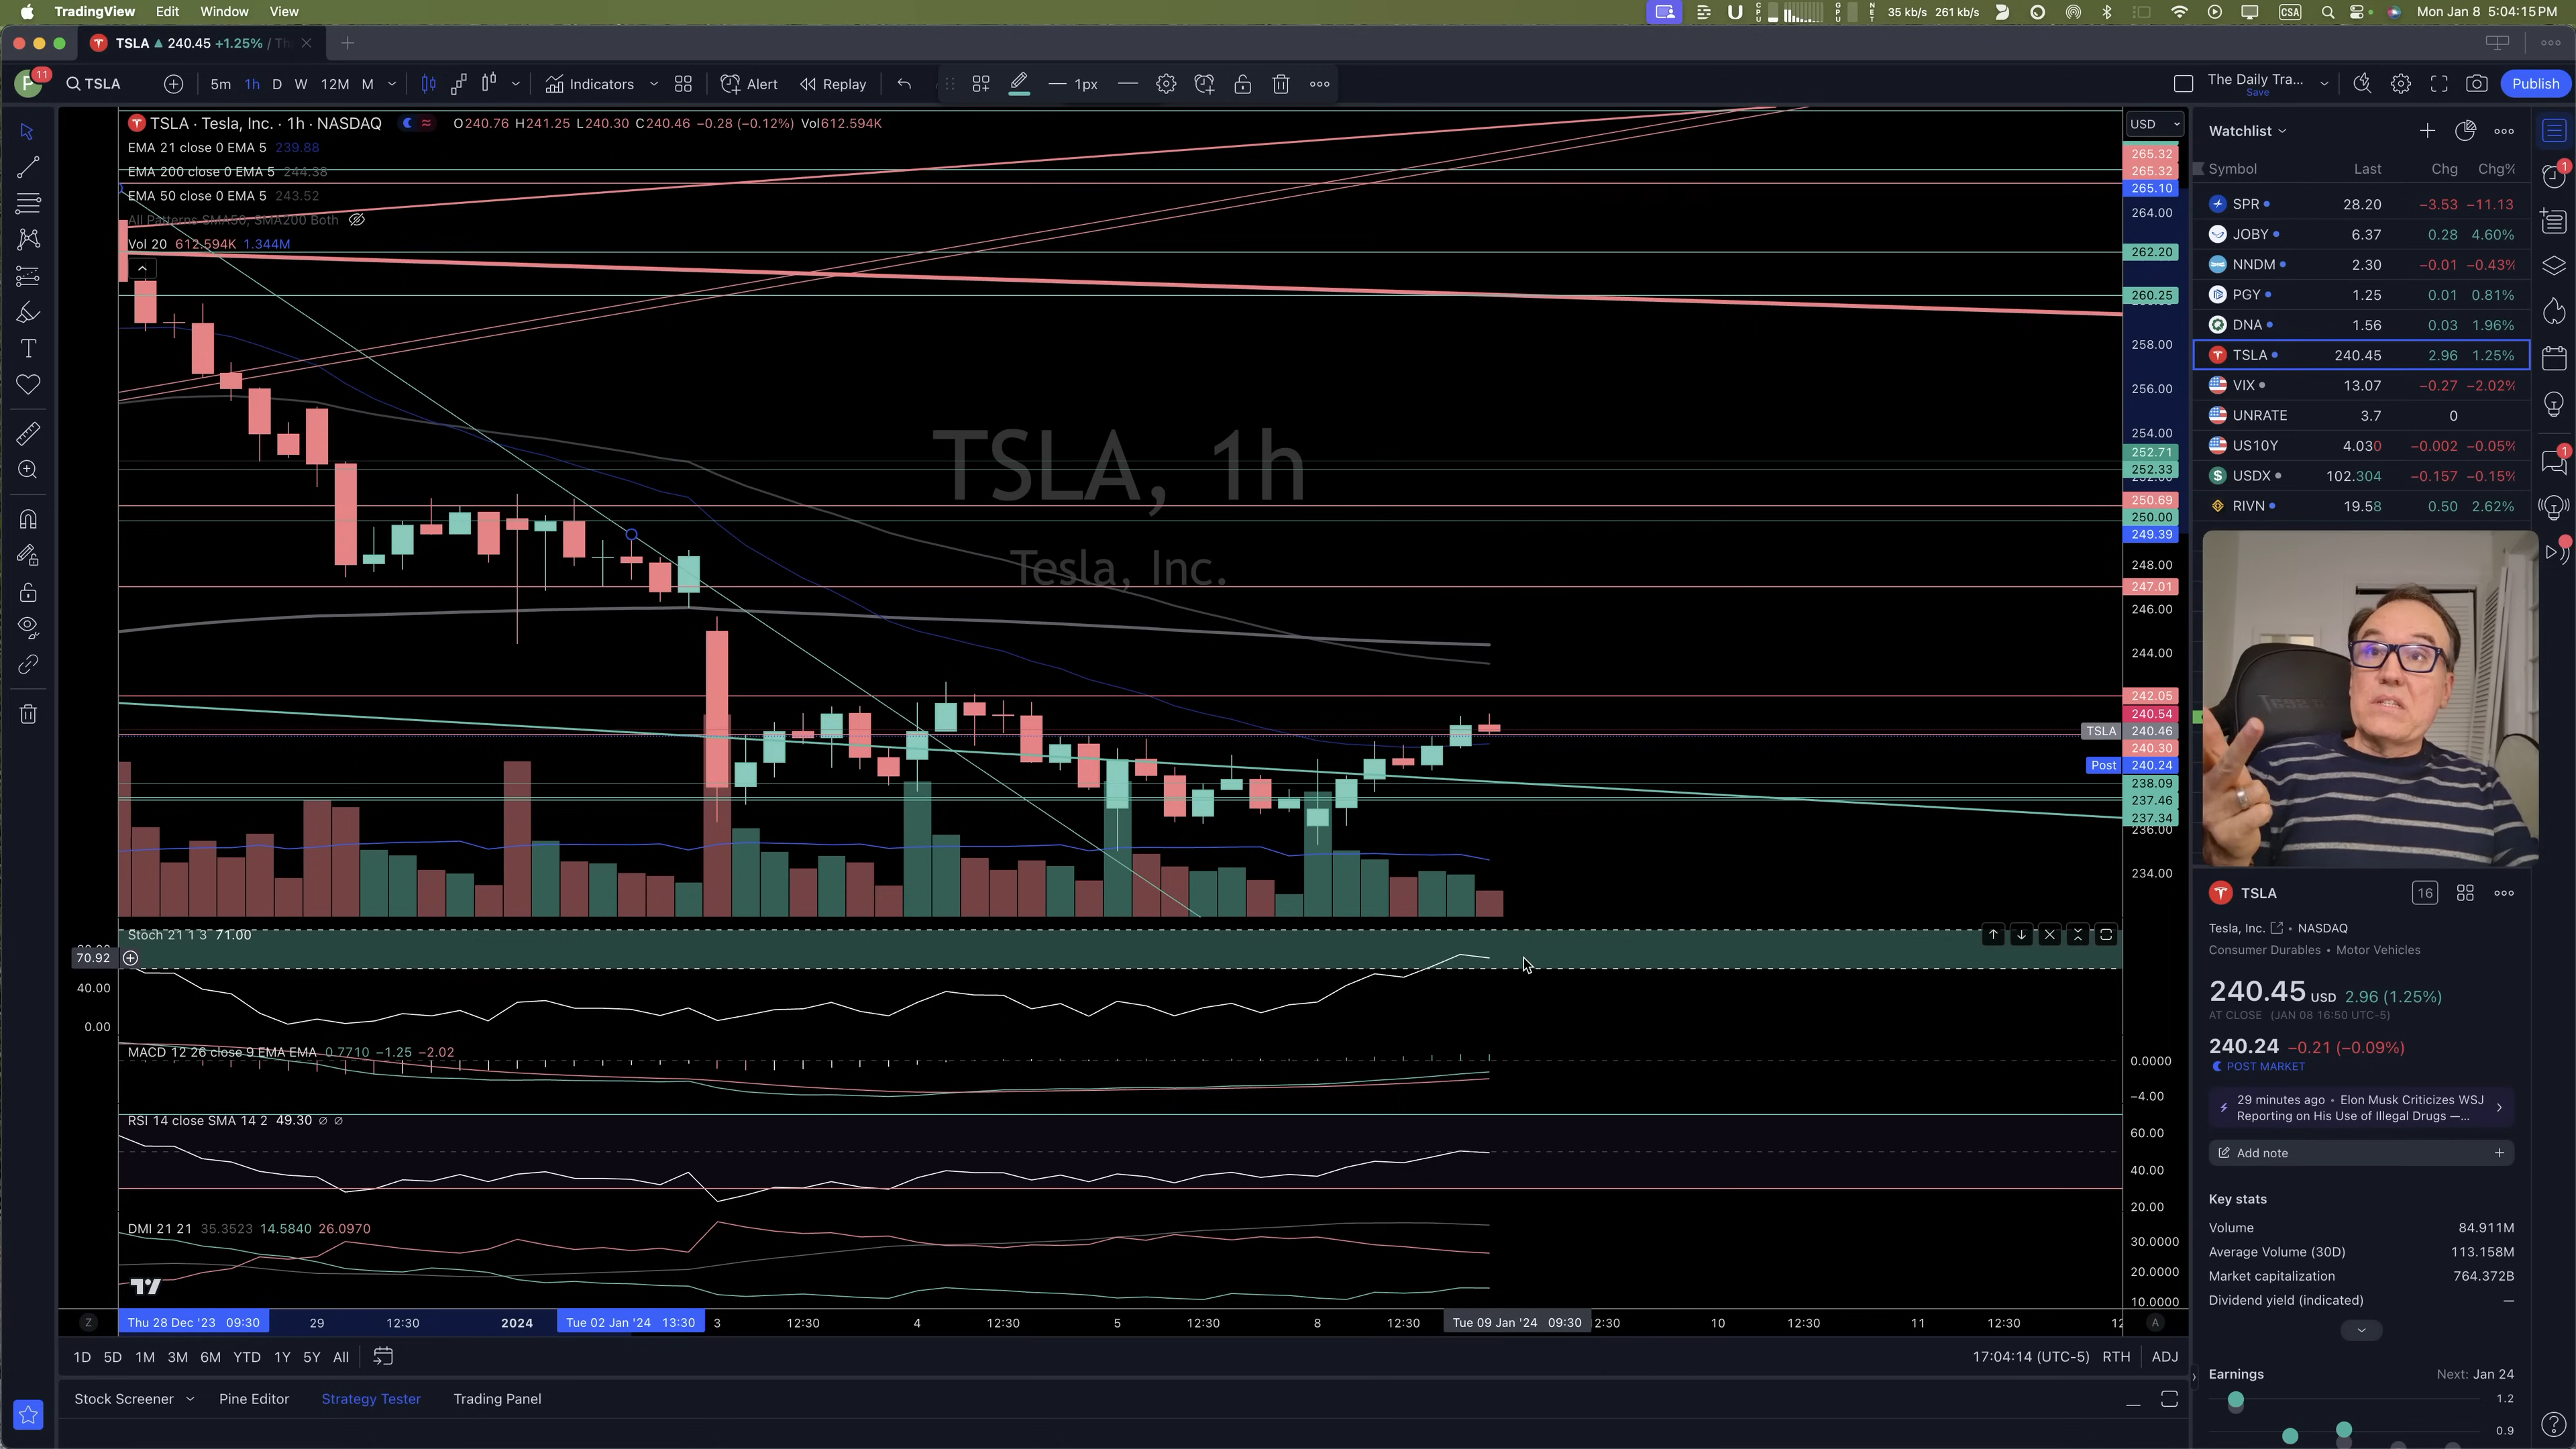 TradingView Edit Window View 35 kb/s 261 kb/s CSA Mon Jan 8 5:04:15 PM
TSLA 240.45 +1.25% / Th
P 11 TSLA 5m 1h D W 12M M Indicators Alert Replay 1px The Daily Tra... Save Publish
TSLA · Tesla, Inc. · 1h · NASDAQ O240.76 H241.25 L240.30 C240.46 −0.28 (−0.12%) Vol612.594K
EMA 21 close 0 EMA 5 239.88
EMA 200 close 0 EMA 5 244.38
EMA 50 close 0 EMA 5 243.52
All Patterns SMA50, SMA200 Both
Vol 20 612.594K 1.344M
TSLA, 1h
Tesla, Inc.
USD
265.32
265.32
265.10
264.00
262.20
260.25
258.00
256.00
254.00
252.71
252.33
250.69
250.00
249.39
248.00
247.01
246.00
244.00
242.05
240.54
TSLA 240.46
240.30
Post 240.24
238.09
237.46
237.34
236.00
234.00
Stoch 21 1 3 71.00
70.92
40.00
0.00
MACD 12 26 close 9 EMA EMA 0.7710 −1.25 −2.02
0.0000
−4.00
RSI 14 close SMA 14 2 49.30 ∅ ∅
60.00
40.00
20.00
DMI 21 21 35.3523 14.5840 26.0970
30.0000
20.0000
10.0000
Z Thu 28 Dec '23 09:30 29 12:30 2024 Tue 02 Jan '24 13:30 3 12:30 4 12:30 5 12:30 8 12:30 Tue 09 Jan '24 09:30 2:30 10 12:30 11 12:30 A
1D 5D 1M 3M 6M YTD 1Y 5Y All 17:04:14 (UTC-5) RTH ADJ
Stock Screener Pine Editor Strategy Tester Trading Panel
Watchlist
Symbol Last Chg Chg%
SPR 28.20 −3.53 −11.13
JOBY 6.37 0.28 4.60%
NNDM 2.30 −0.01 −0.43%
PGY 1.25 0.01 0.81%
DNA 1.56 0.03 1.96%
TSLA 240.45 2.96 1.25%
VIX 13.07 −0.27 −2.02%
UNRATE 3.7 0
US10Y 4.030 −0.002 −0.05%
USDX 102.304 −0.157 −0.15%
RIVN 19.58 0.50 2.62%
TSLA 16
Tesla, Inc. • NASDAQ
Consumer Durables • Motor Vehicles
240.45 USD 2.96 (1.25%)
AT CLOSE (JAN 08 16:50 UTC-5)
240.24 −0.21 (−0.09%)
POST MARKET
29 minutes ago • Elon Musk Criticizes WSJ
Reporting on His Use of Illegal Drugs —...
Add note
Key stats
Volume 84.911M
Average Volume (30D) 113.158M
Market capitalization 764.372B
Dividend yield (indicated) —
Earnings Next: Jan 24
1.2
0.9